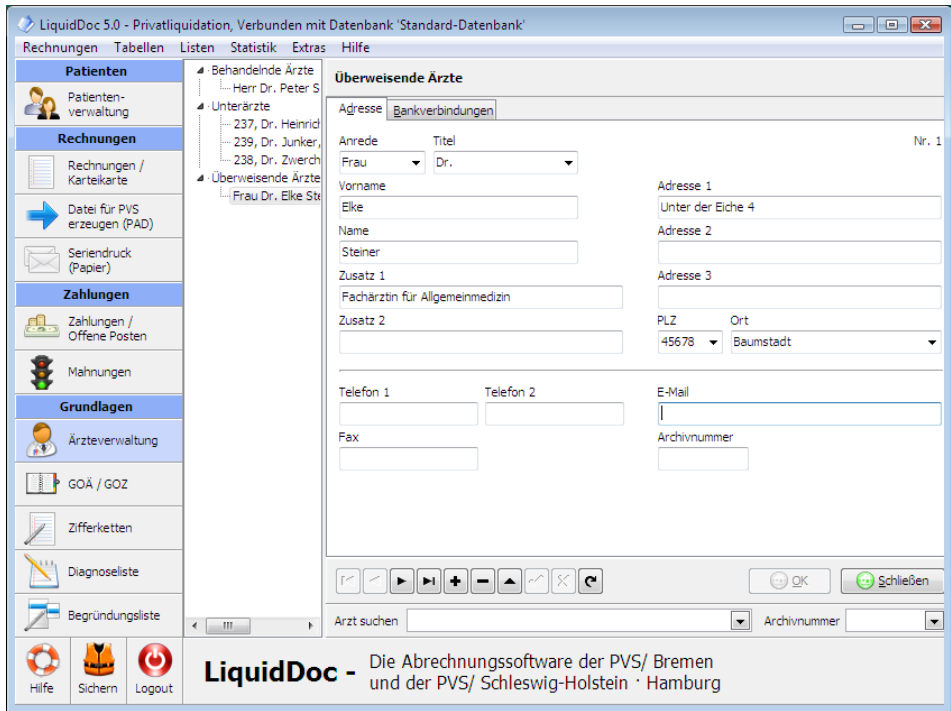 LiquidDoc 5.0 - Privatliquidation, Verbunden mit Datenbank 'Standard-Datenbank'
Rechnungen Tabellen Listen Statistik Extras Hilfe
Patienten
Patienten-
verwaltung
Rechnungen
Rechnungen /
Karteikarte
Datei für PVS
erzeugen (PAD)
Seriendruck
(Papier)
Zahlungen
Zahlungen /
Offene Posten
Mahnungen
Grundlagen
Ärzteverwaltung
GOÄ / GOZ
Zifferketten
Diagnoseliste
Begründungsliste
Behandelnde Ärzte
Herr Dr. Peter S
Unterärzte
237, Dr. Heinrich
239, Dr. Junker,
238, Dr. Zwerch
Überweisende Ärzte
Frau Dr. Elke Ste
Überweisende Ärzte
Adresse Bankverbindungen
Anrede Titel Nr. 1
Frau Dr.
Vorname Adresse 1
Elke Unter der Eiche 4
Name Adresse 2
Steiner
Zusatz 1 Adresse 3
Fachärztin für Allgemeinmedizin
Zusatz 2 PLZ Ort
45678 Baumstadt
Telefon 1 Telefon 2 E-Mail
Fax Archivnummer
OK Schließen
Arzt suchen Archivnummer
Hilfe Sichern Logout
LiquidDoc - Die Abrechnungssoftware der PVS/ Bremen
und der PVS/ Schleswig-Holstein · Hamburg